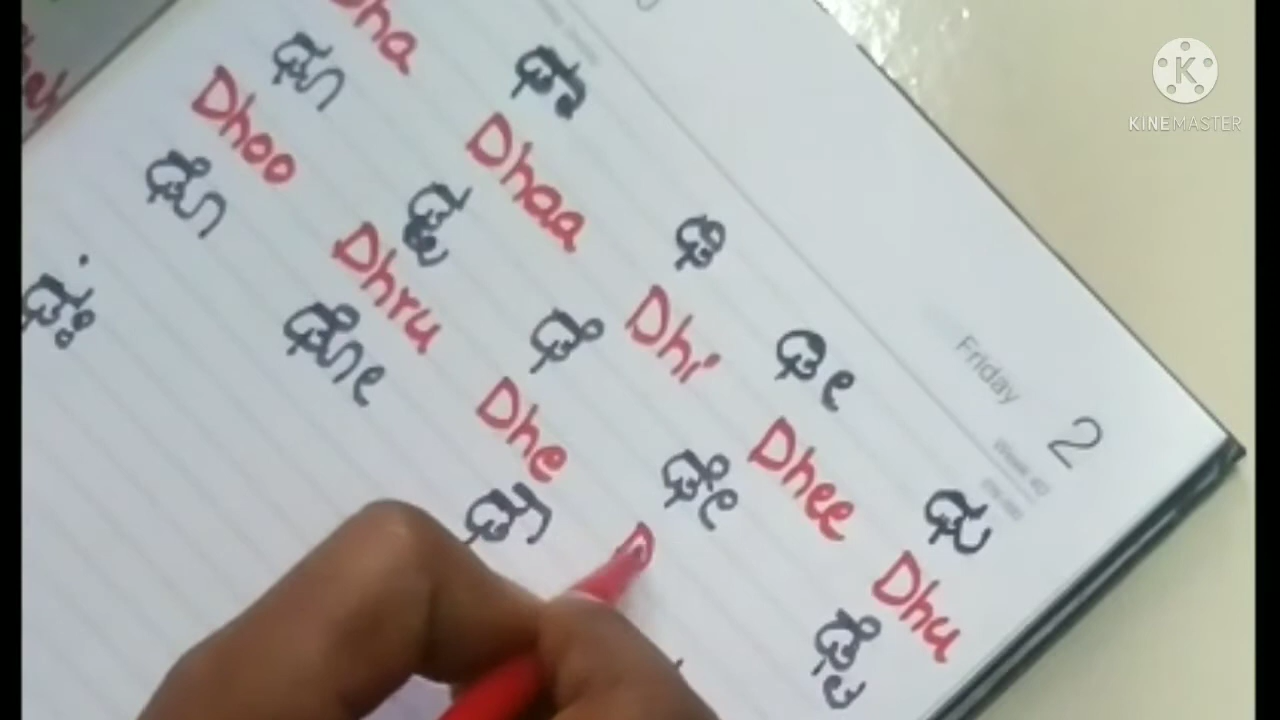 ಧಾ ಧಿ ಧೀ ಧು
Dha Dhaa Dhi Dhee Dhu
ಧೂ ಧೃ ಧೆ ಧೇ ಧೈ
Dhoo Dhru Dhe D
ಧೊ ಧೋ ಧೌ
ಧಃ
Friday 2
KINEMASTER